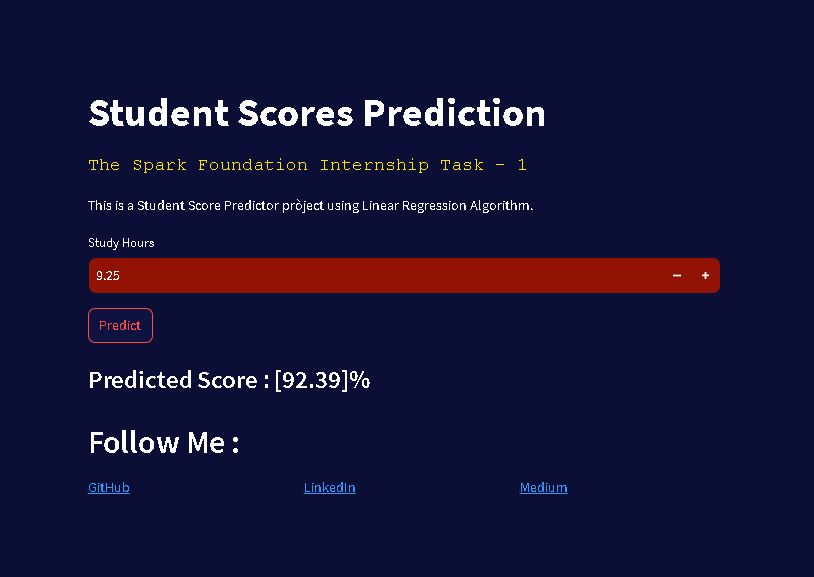 Student Scores Prediction
The Spark Foundation Internship Task - 1
This is a Student Score Predictor pròject using Linear Regression Algorithm.
Study Hours
9.25 − +
Predict
Predicted Score : [92.39]%
Follow Me :
GitHub LinkedIn Medium